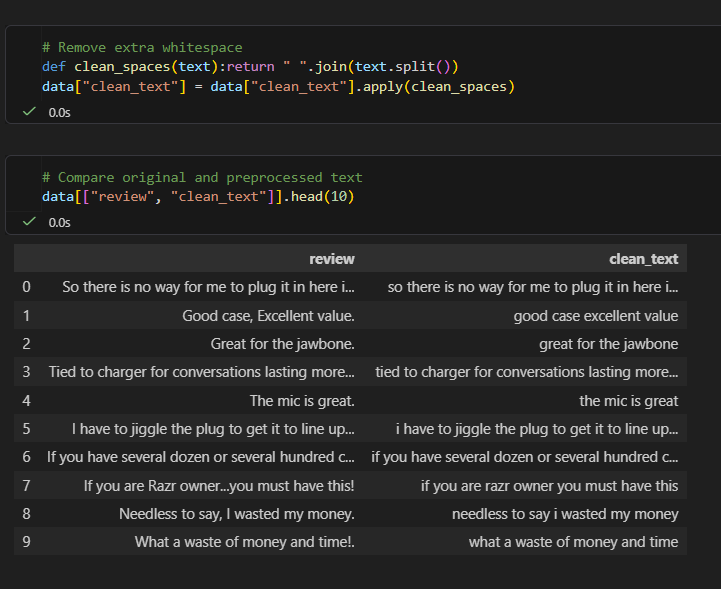 # Remove extra whitespace
def clean_spaces(text):return " ".join(text.split())
data["clean_text"] = data["clean_text"].apply(clean_spaces)
0.0s
# Compare original and preprocessed text
data[["review", "clean_text"]].head(10)
0.0s
review clean_text
0 So there is no way for me to plug it in here i... so there is no way for me to plug it in here i...
1 Good case, Excellent value. good case excellent value
2 Great for the jawbone. great for the jawbone
3 Tied to charger for conversations lasting more... tied to charger for conversations lasting more...
4 The mic is great. the mic is great
5 I have to jiggle the plug to get it to line up... i have to jiggle the plug to get it to line up...
6 If you have several dozen or several hundred c... if you have several dozen or several hundred c...
7 If you are Razr owner...you must have this! if you are razr owner you must have this
8 Needless to say, I wasted my money. needless to say i wasted my money
9 What a waste of money and time!. what a waste of money and time